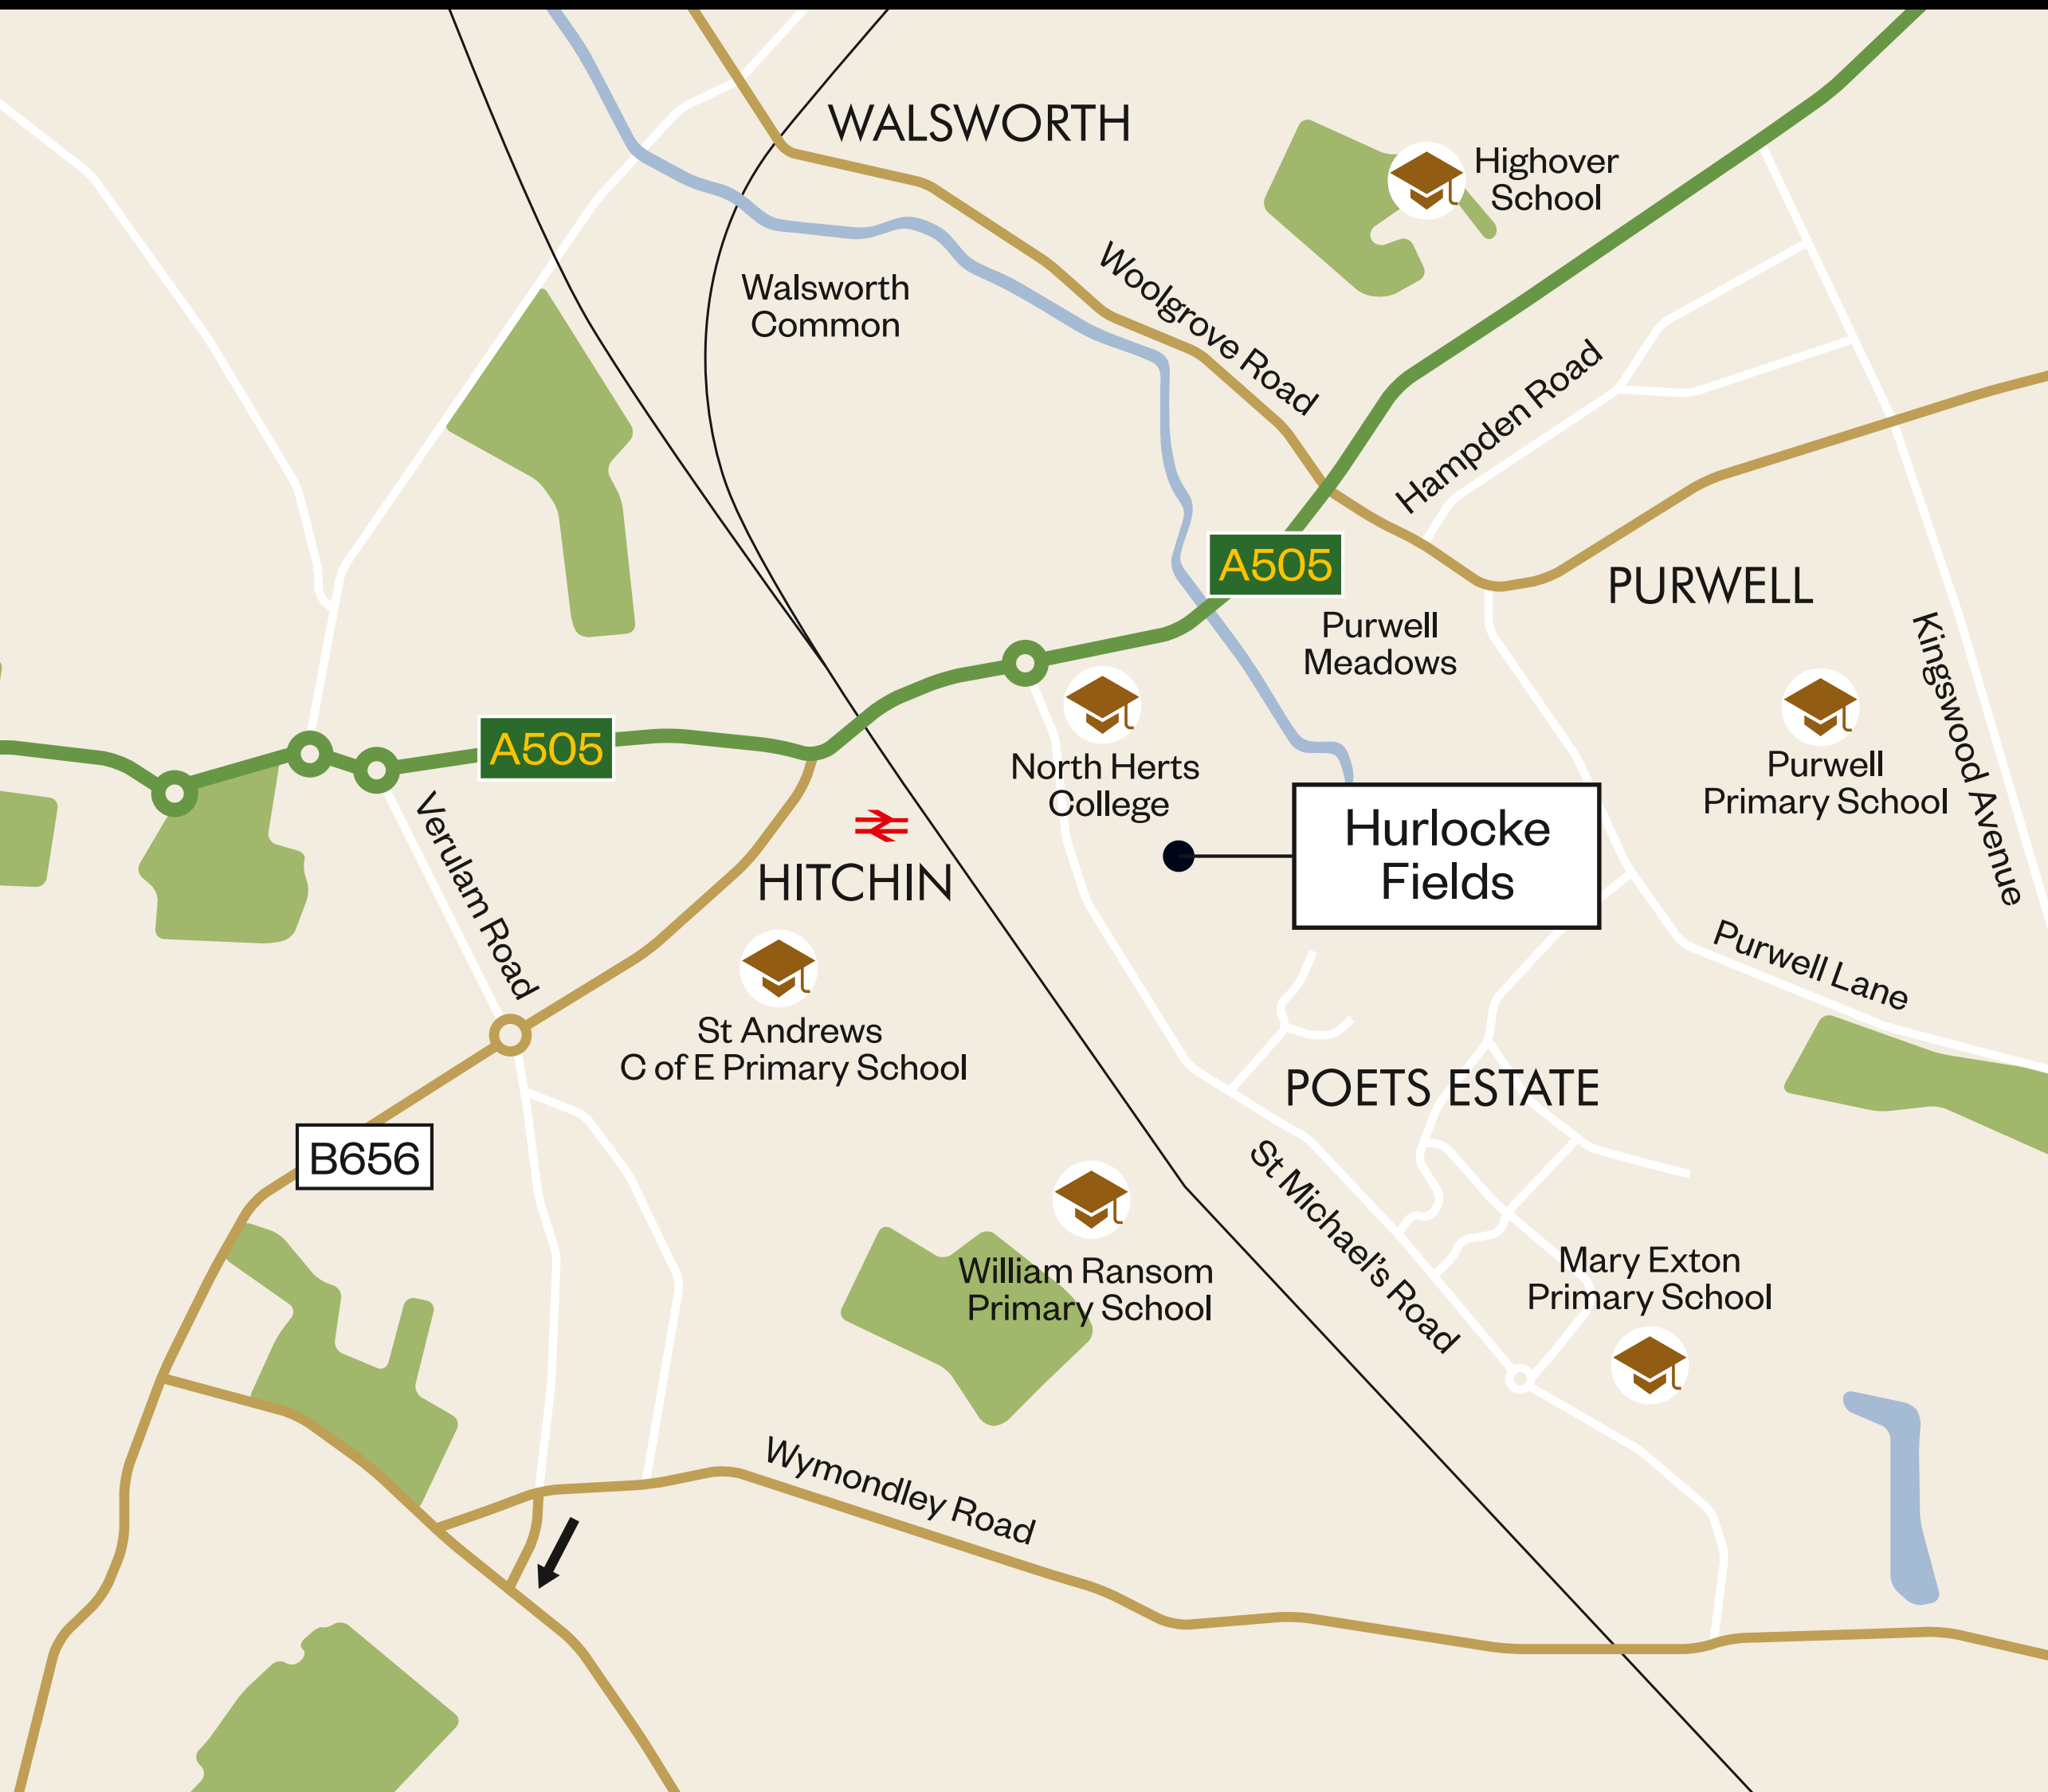 WALSWORTH
Highover
School
Woolgrove Road
Walsworth
Common
Hampden Road
A505
PURWELL
Purwell
Meadows
Kingswood Avenue
A505
North Herts
College
Purwell
Primary School
Verulam Road
Hurlocke
Fields
HITCHIN
Purwell Lane
St Andrews
C of E Primary School
POETS ESTATE
B656
St Michael's Road
William Ransom
Primary School
Mary Exton
Primary School
Wymondley Road